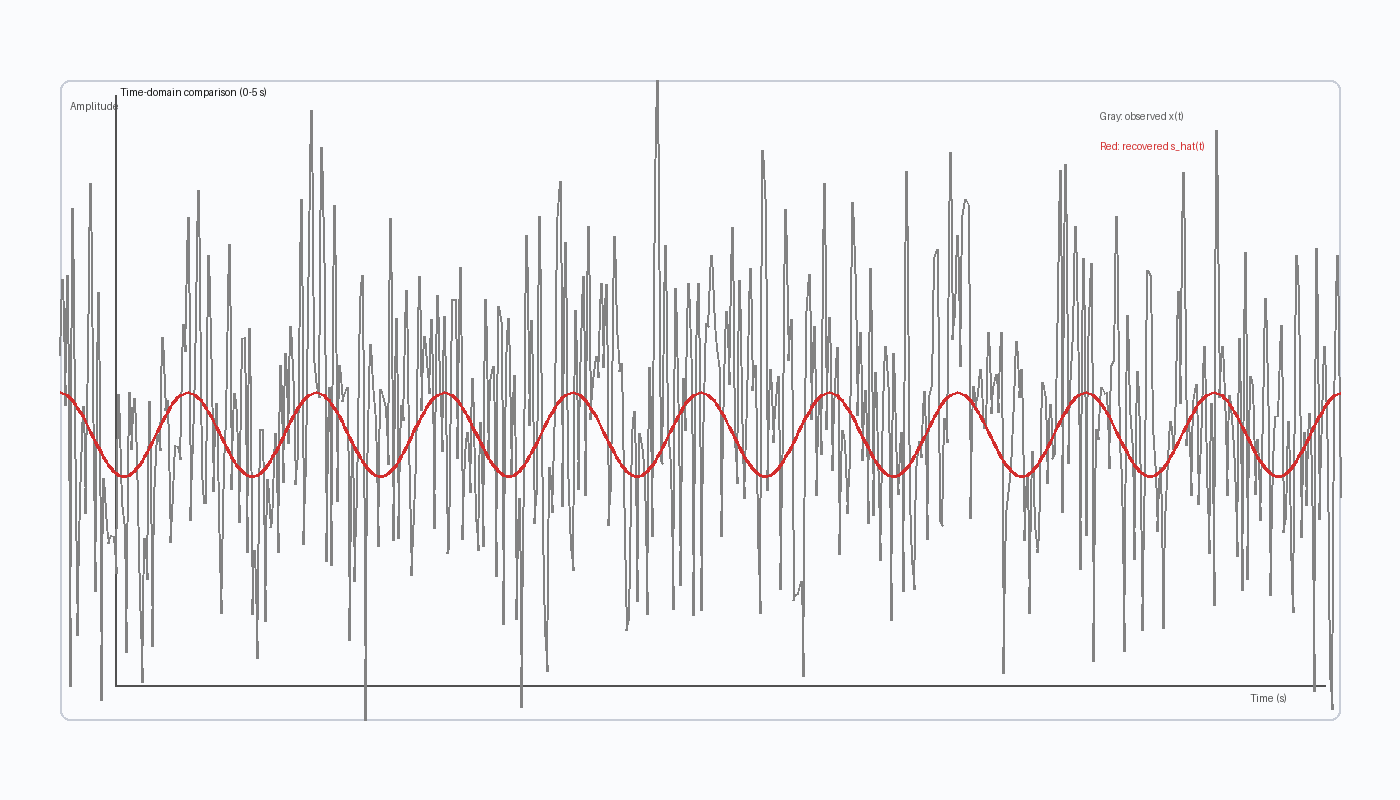 Time-domain comparison (0-5 s)
Amplitude
Gray: observed x(t)
Red: recovered s_hat(t)
Time (s)